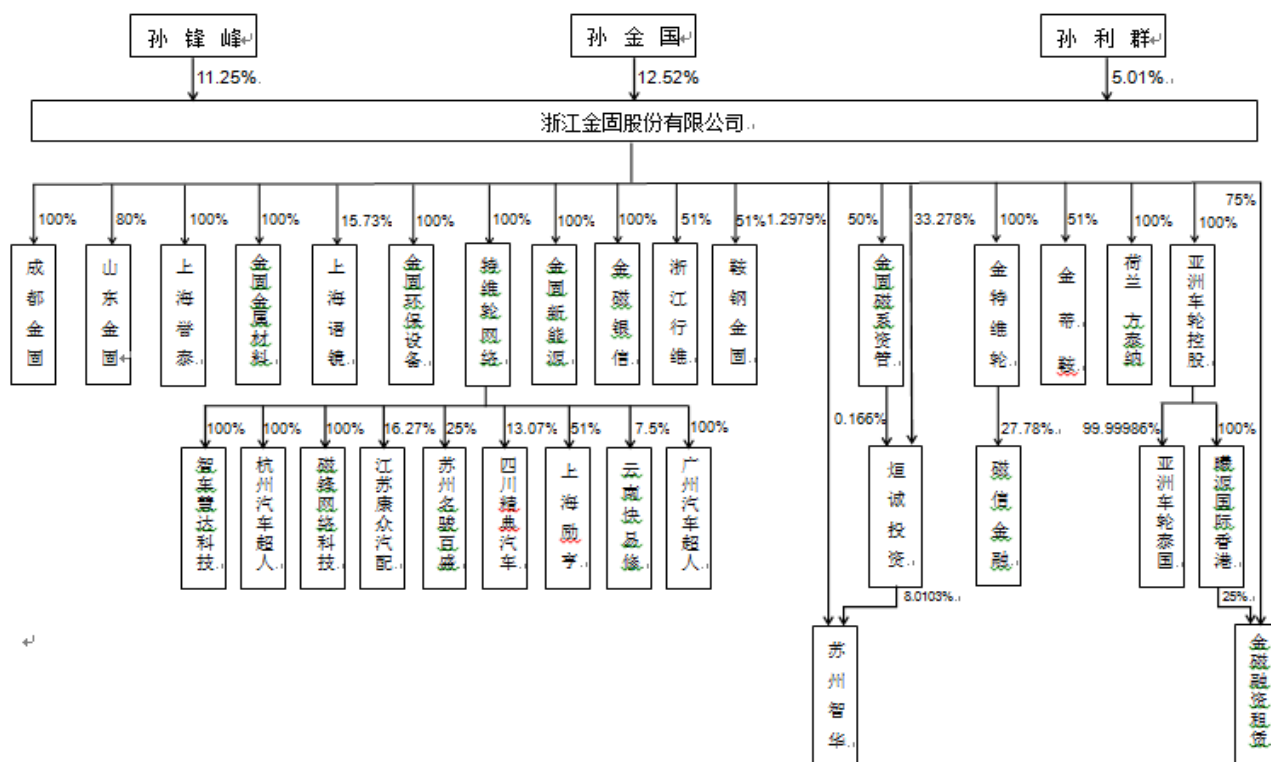 孙 锋 峰
孙 金 国
孙 利 群
11.25%
12.52%
5.01%
浙江金固股份有限公司
100%
80%
100%
100%
15.73%
100%
100%
100%
100%
51%
51%
1.2979%
50%
33.278%
100%
51%
100%
100%
75%
成都金固
山东金固
上海誉泰
金固金属材料
上海语镜
金固环保设备
特维轮网络
金固新能源
金磁银信
浙江行维
鞍钢金固
金固磁系资管
金特维轮
金蒂鞍
荷兰 方泰纳
亚洲车轮控股
100%
100%
100%
16.27%
25%
13.07%
51%
7.5%
100%
0.166%
27.78%
99.99986%
100%
智车慧达科技
杭州汽车超人
磁锋网络科技
江苏康众汽配
苏州名骏百盛
四川精典汽车
上海励亨
云南快易修
广州汽车超人
烜诚投资
磁信金融
亚洲车轮泰国
曦源国际香港
8.0103%
25%
苏州智华
金磁融资租赁